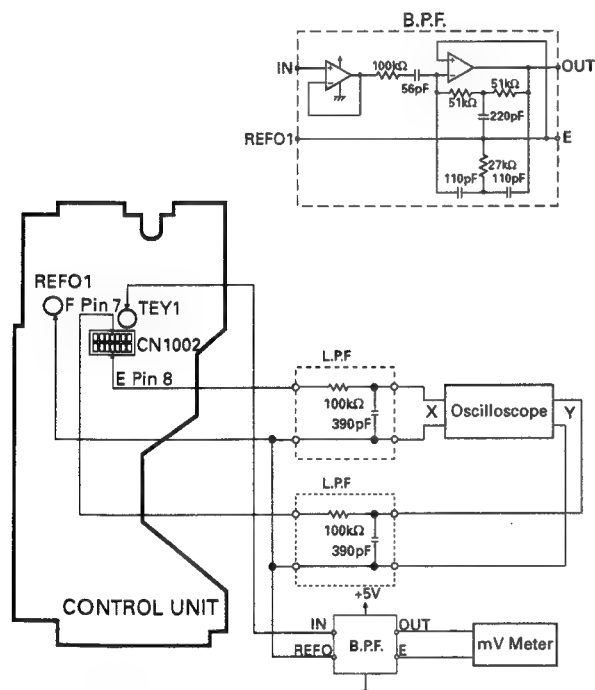 B.P.F.
IN
100kΩ
56pF
51kΩ
51kΩ
220pF
OUT
REFO1
E
27kΩ
110pF
110pF
REFO1
F Pin 7
TEY1
CN1002
E Pin 8
L.P.F
100kΩ
390pF
X
Oscilloscope
Y
L.P.F
100kΩ
390pF
CONTROL UNIT
+5V
IN
OUT
REFO
B.P.F.
E
mV Meter